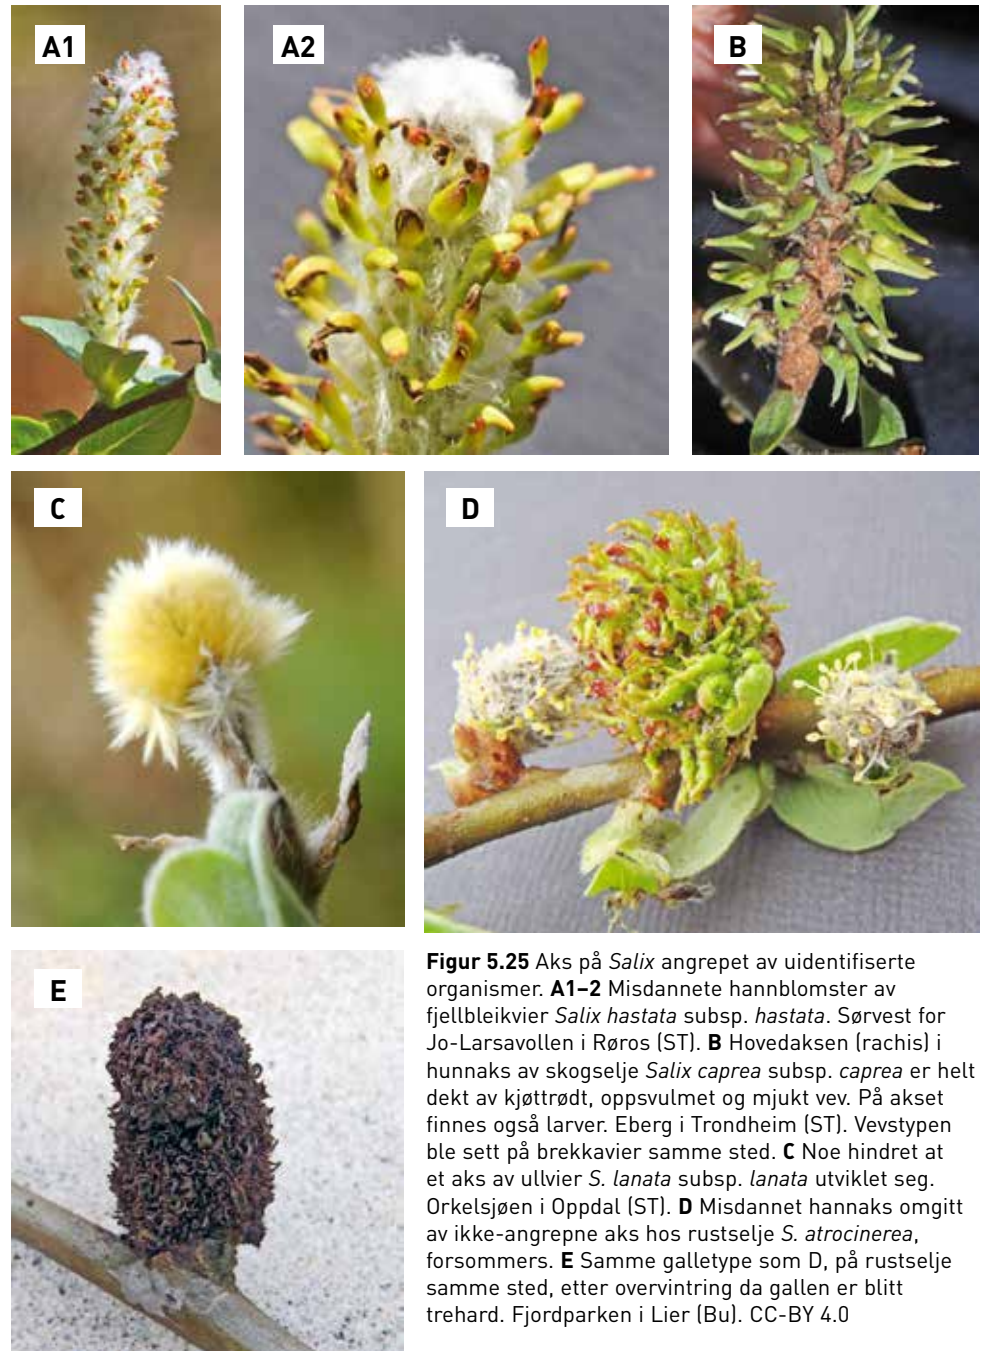 A1
A2
B
C
D
E
Figur 5.25 Aks på Salix angrepet av uidentifiserte
organismer. A1–2 Misdannete hannblomster av
fjellbleikvier Salix hastata subsp. hastata. Sørvest for
Jo-Larsavollen i Røros (ST). B Hovedaksen (rachis) i
hunnaks av skogselje Salix caprea subsp. caprea er helt
dekt av kjøttrødt, oppsvulmet og mjukt vev. På akset
finnes også larver. Eberg i Trondheim (ST). Vevstypen
ble sett på brekkavier samme sted. C Noe hindret at
et aks av ullvier S. lanata subsp. lanata utviklet seg.
Orkelsjøen i Oppdal (ST). D Misdannet hannaks omgitt
av ikke-angrepne aks hos rustselje S. atrocinerea,
forsommers. E Samme galletype som D, på rustselje
samme sted, etter overvintring da gallen er blitt
trehard. Fjordparken i Lier (Bu). CC-BY 4.0